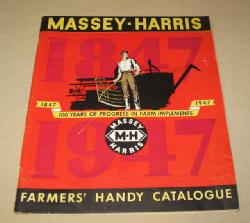 MASSEY-HARRIS
1847
1847 1947
100 YEARS OF PROGRESS IN FARM IMPLEMENTS
MASSEY
M-H
HARRIS
1947
FARMERS' HANDY CATALOGUE